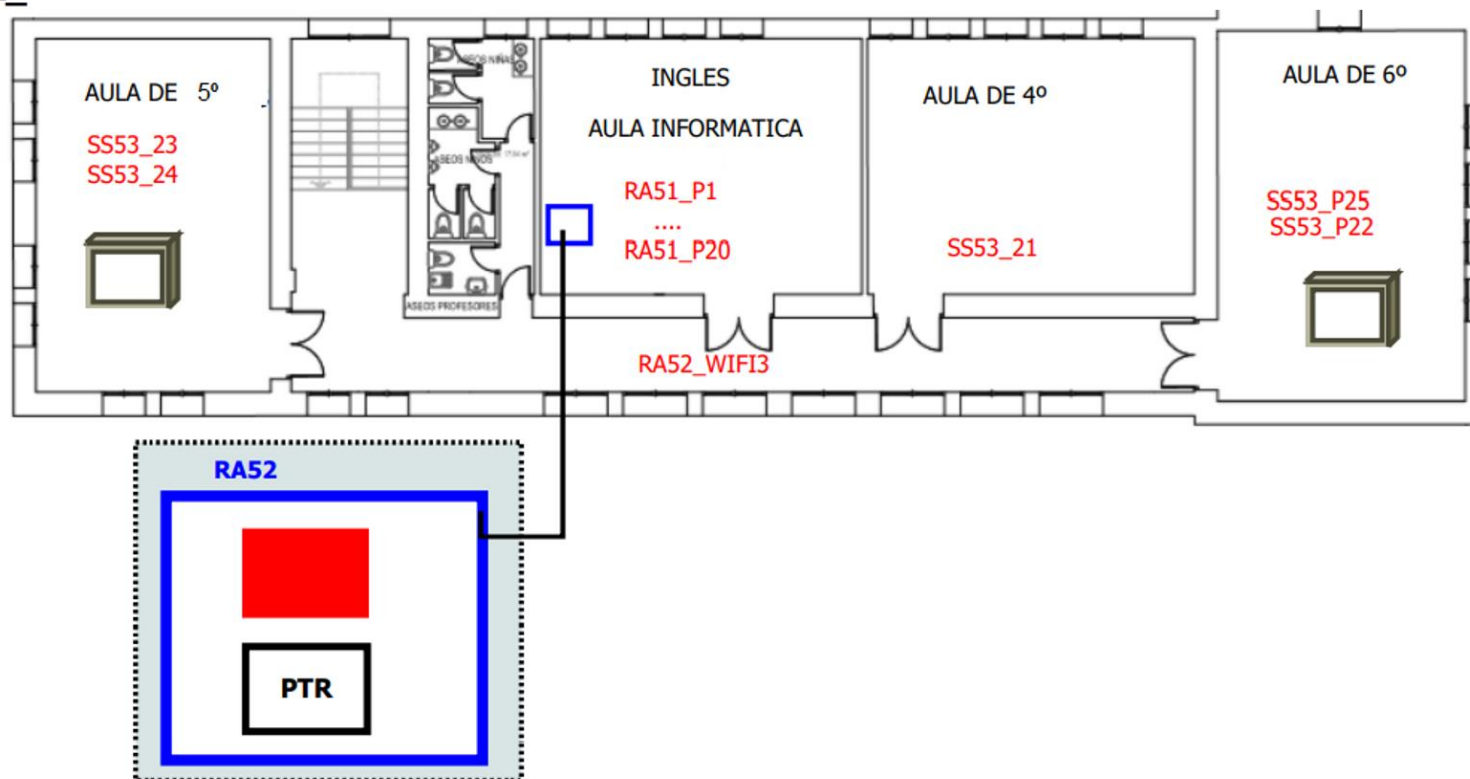 AULA DE 5º
SS53_23
SS53_24
ASEOS NIÑAS
ASEOS NIÑOS
ASEOS PROFESORES
INGLES
AULA INFORMATICA
RA51_P1
....
RA51_P20
AULA DE 4º
SS53_21
AULA DE 6º
SS53_P25
SS53_P22
RA52_WIFI3
RA52
PTR